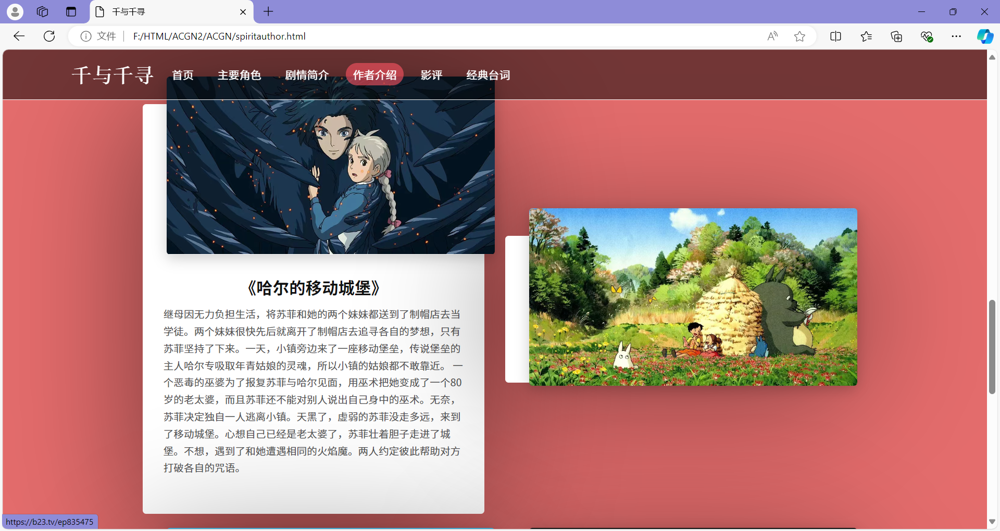 千与千寻
文件
F:/HTML/ACGN2/ACGN/spiritauthor.html
千与千寻 首页 主要角色 剧情简介 作者介绍 影评 经典台词
《哈尔的移动城堡》
继母因无力负担生活，将苏菲和她的两个妹妹都送到了制帽店去当
学徒。两个妹妹很快先后就离开了制帽店去追寻各自的梦想，只有
苏菲坚持了下来。一天，小镇旁边来了一座移动堡垒，传说堡垒的
主人哈尔专吸取年青姑娘的灵魂，所以小镇的姑娘都不敢靠近。 一
个恶毒的巫婆为了报复苏菲与哈尔见面，用巫术把她变成了一个80
岁的老太婆，而且苏菲还不能对别人说出自己身中的巫术。无奈，
苏菲决定独自一人逃离小镇。天黑了，虚弱的苏菲没走多远，来到
了移动城堡。心想自己已经是老太婆了，苏菲壮着胆子走进了城
堡。不想，遇到了和她遭遇相同的火焰魔。两人约定彼此帮助对方
打破各自的咒语。
https://b23.tv/ep835475